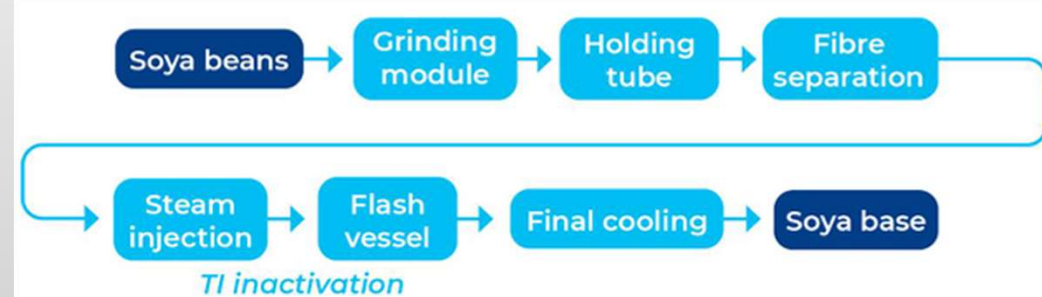 Soya beans
Grinding
module
Holding
tube
Fibre
separation
Steam
injection
Flash
vessel
Final cooling
Soya base
TI inactivation